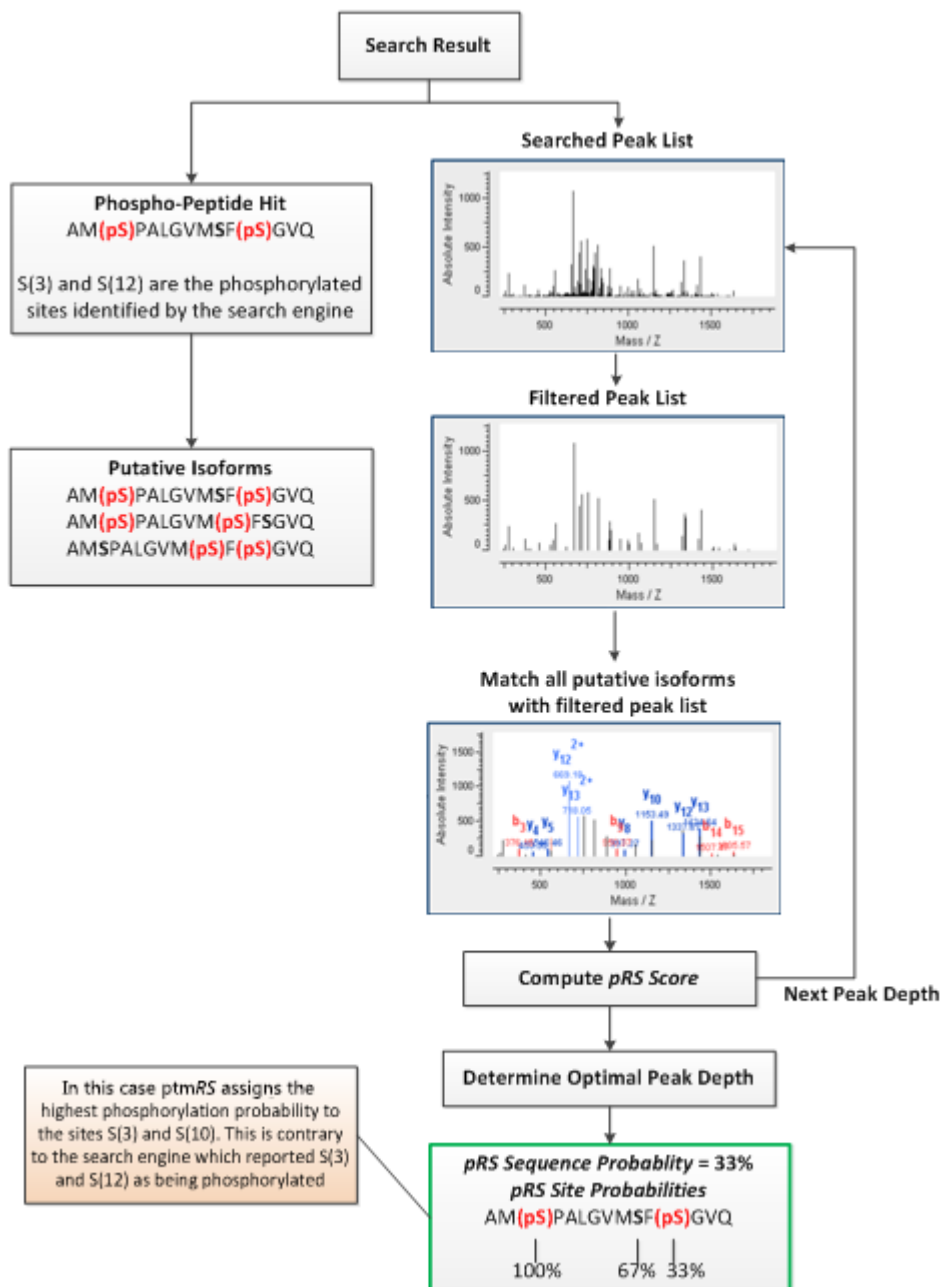 Search Result
Phospho-Peptide Hit
AM(pS)PALGVMSF(pS)GVQ
S(3) and S(12) are the phosphorylated
sites identified by the search engine
Putative Isoforms
AM(pS)PALGVMSF(pS)GVQ
AM(pS)PALGVM(pS)FSGVQ
AMSPALGVM(pS)F(pS)GVQ
Searched Peak List
Absolute Intensity
1000
500
0
500 1000 1500
Mass / Z
Filtered Peak List
Absolute Intensity
1000
500
0
500 1000 1500
Mass / Z
Match all putative isoforms
with filtered peak list
Absolute Intensity
1500
1000
500
0
y12 2+
y13 2+
b3 y4 y5
y8
y10
1153.49
y12 y13
b14 b15
500 1000 1500
Mass / Z
Compute pRS Score
Next Peak Depth
Determine Optimal Peak Depth
In this case ptmRS assigns the
highest phosphorylation probability to
the sites S(3) and S(10). This is contrary
to the search engine which reported S(3)
and S(12) as being phosphorylated
pRS Sequence Probablity = 33%
pRS Site Probabilities
AM(pS)PALGVMSF(pS)GVQ
100% 67% 33%